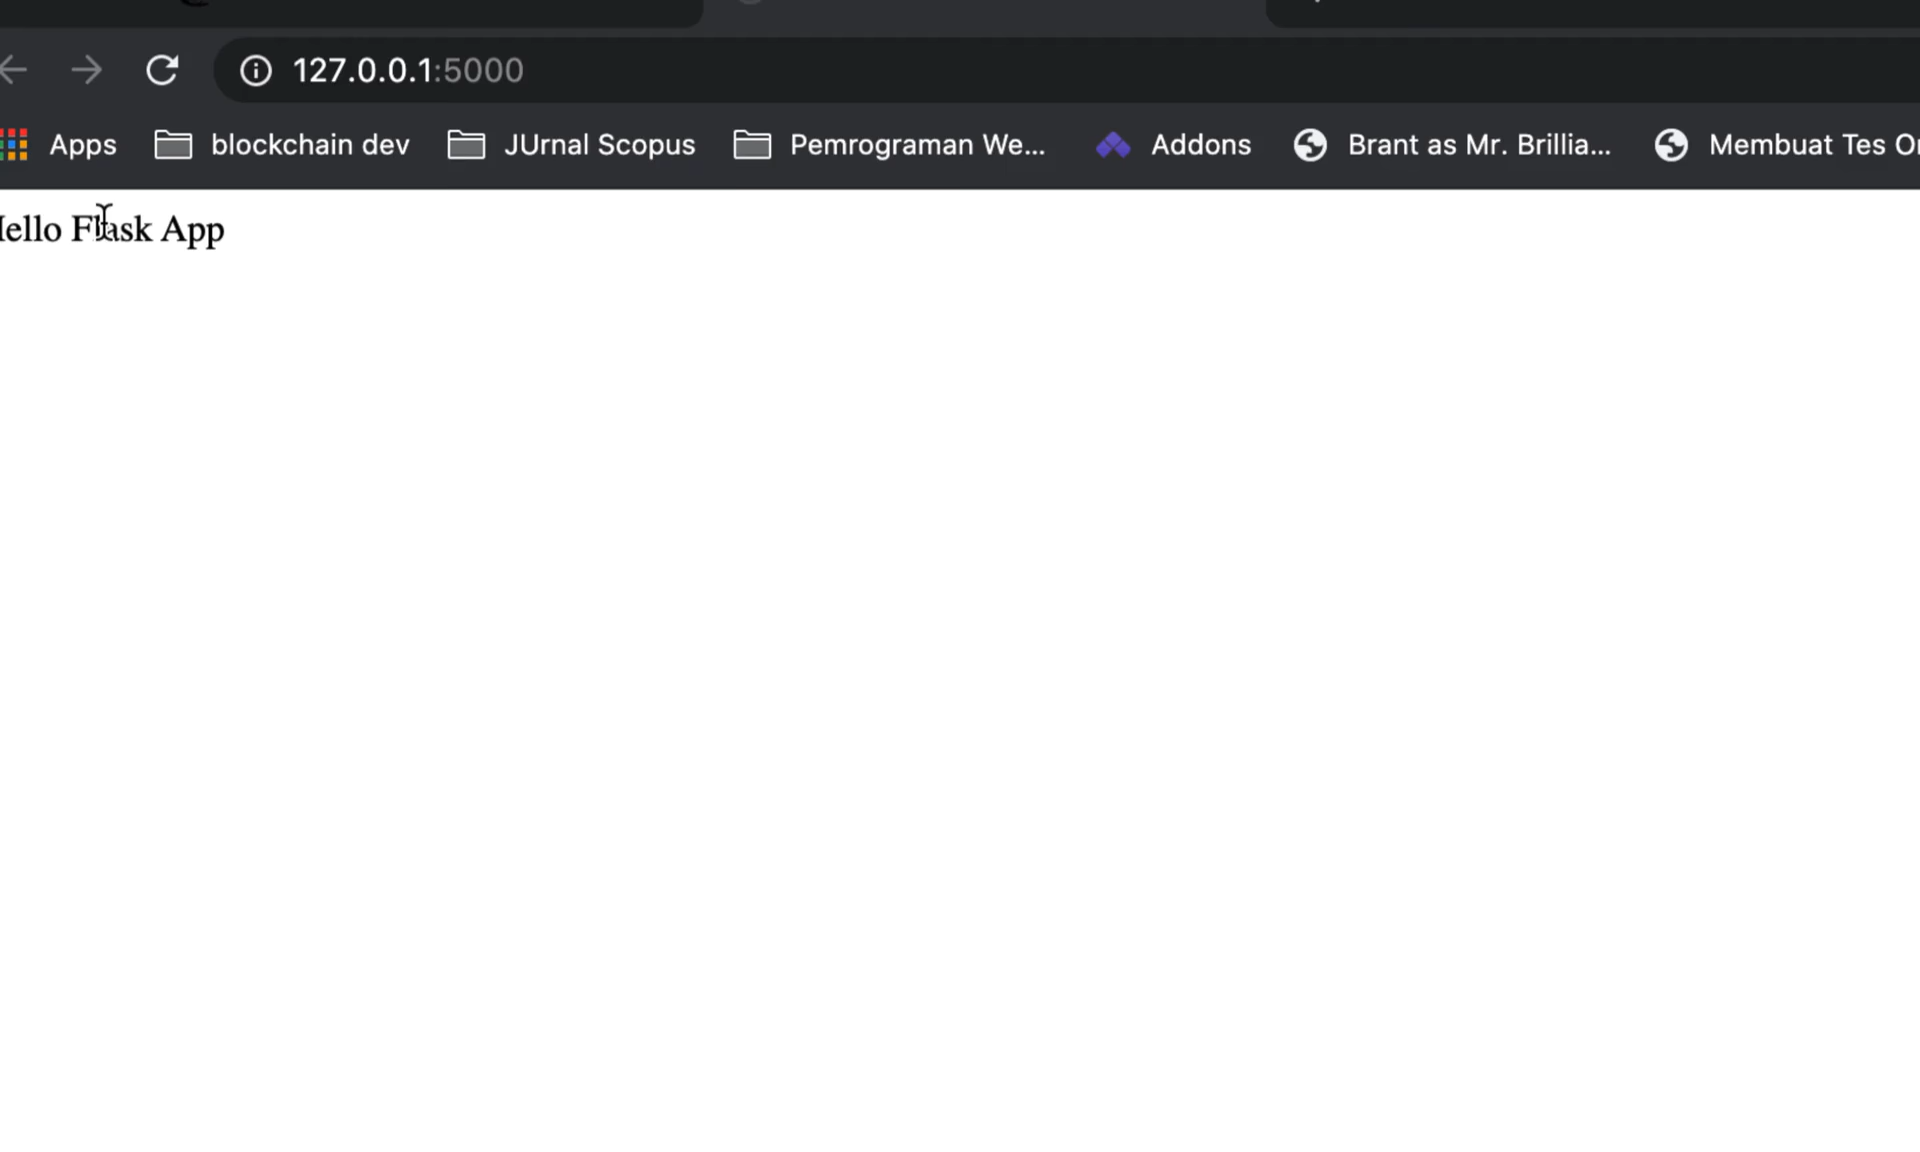 127.0.0.1:5000
Apps blockchain dev JUrnal Scopus Pemrograman We... Addons Brant as Mr. Brillia... Membuat Tes
ello Flask App